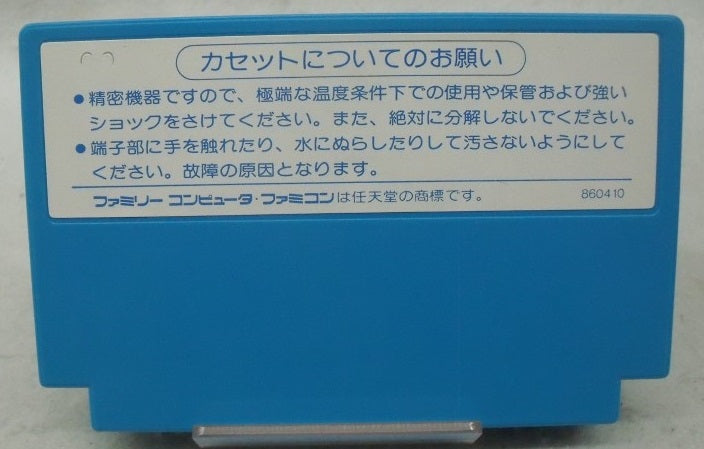 カセットについてのお願い
●精密機器ですので、極端な温度条件下での使用や保管および強い
ショックをさけてください。また、絶対に分解しないでください。
●端子部に手を触れたり、水にぬらしたりして汚さないようにして
ください。故障の原因となります。
ファミリーコンピュータ・ファミコンは任天堂の商標です。 860410